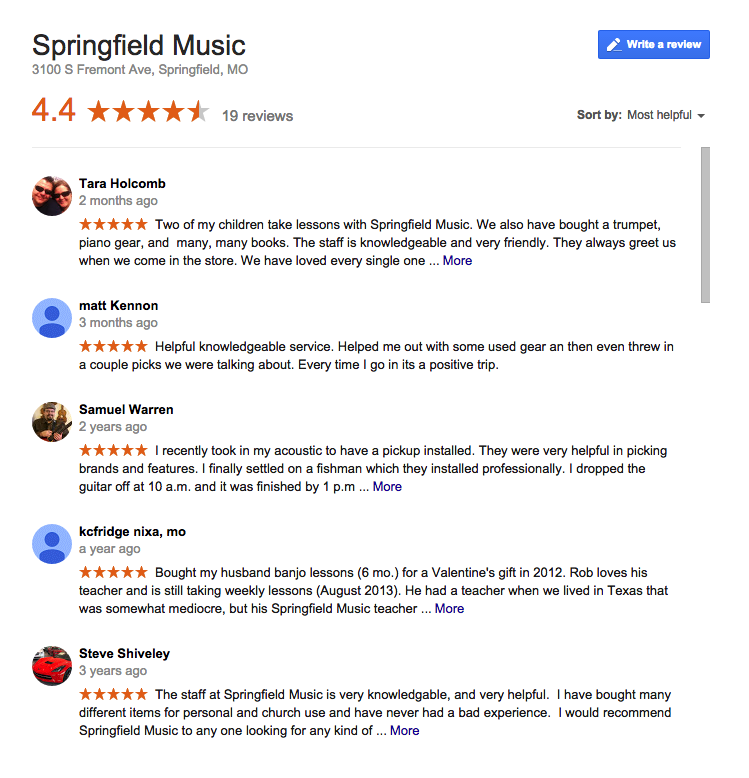 Springfield Music
Write a review
3100 S Fremont Ave, Springfield, MO
4.4 19 reviews
Sort by: Most helpful
Tara Holcomb
2 months ago
Two of my children take lessons with Springfield Music. We also have bought a trumpet,
piano gear, and  many, many books. The staff is knowledgeable and very friendly. They always greet us
when we come in the store. We have loved every single one ... More
matt Kennon
3 months ago
Helpful knowledgeable service. Helped me out with some used gear an then even threw in
a couple picks we were talking about. Every time I go in its a positive trip.
Samuel Warren
2 years ago
I recently took in my acoustic to have a pickup installed. They were very helpful in picking
brands and features. I finally settled on a fishman which they installed professionally. I dropped the
guitar off at 10 a.m. and it was finished by 1 p.m ... More
kcfridge nixa, mo
a year ago
Bought my husband banjo lessons (6 mo.) for a Valentine's gift in 2012. Rob loves his
teacher and is still taking weekly lessons (August 2013). He had a teacher when we lived in Texas that
was somewhat mediocre, but his Springfield Music teacher ... More
Steve Shiveley
3 years ago
The staff at Springfield Music is very knowledgable, and very helpful.  I have bought many
different items for personal and church use and have never had a bad experience.  I would recommend
Springfield Music to any one looking for any kind of ... More